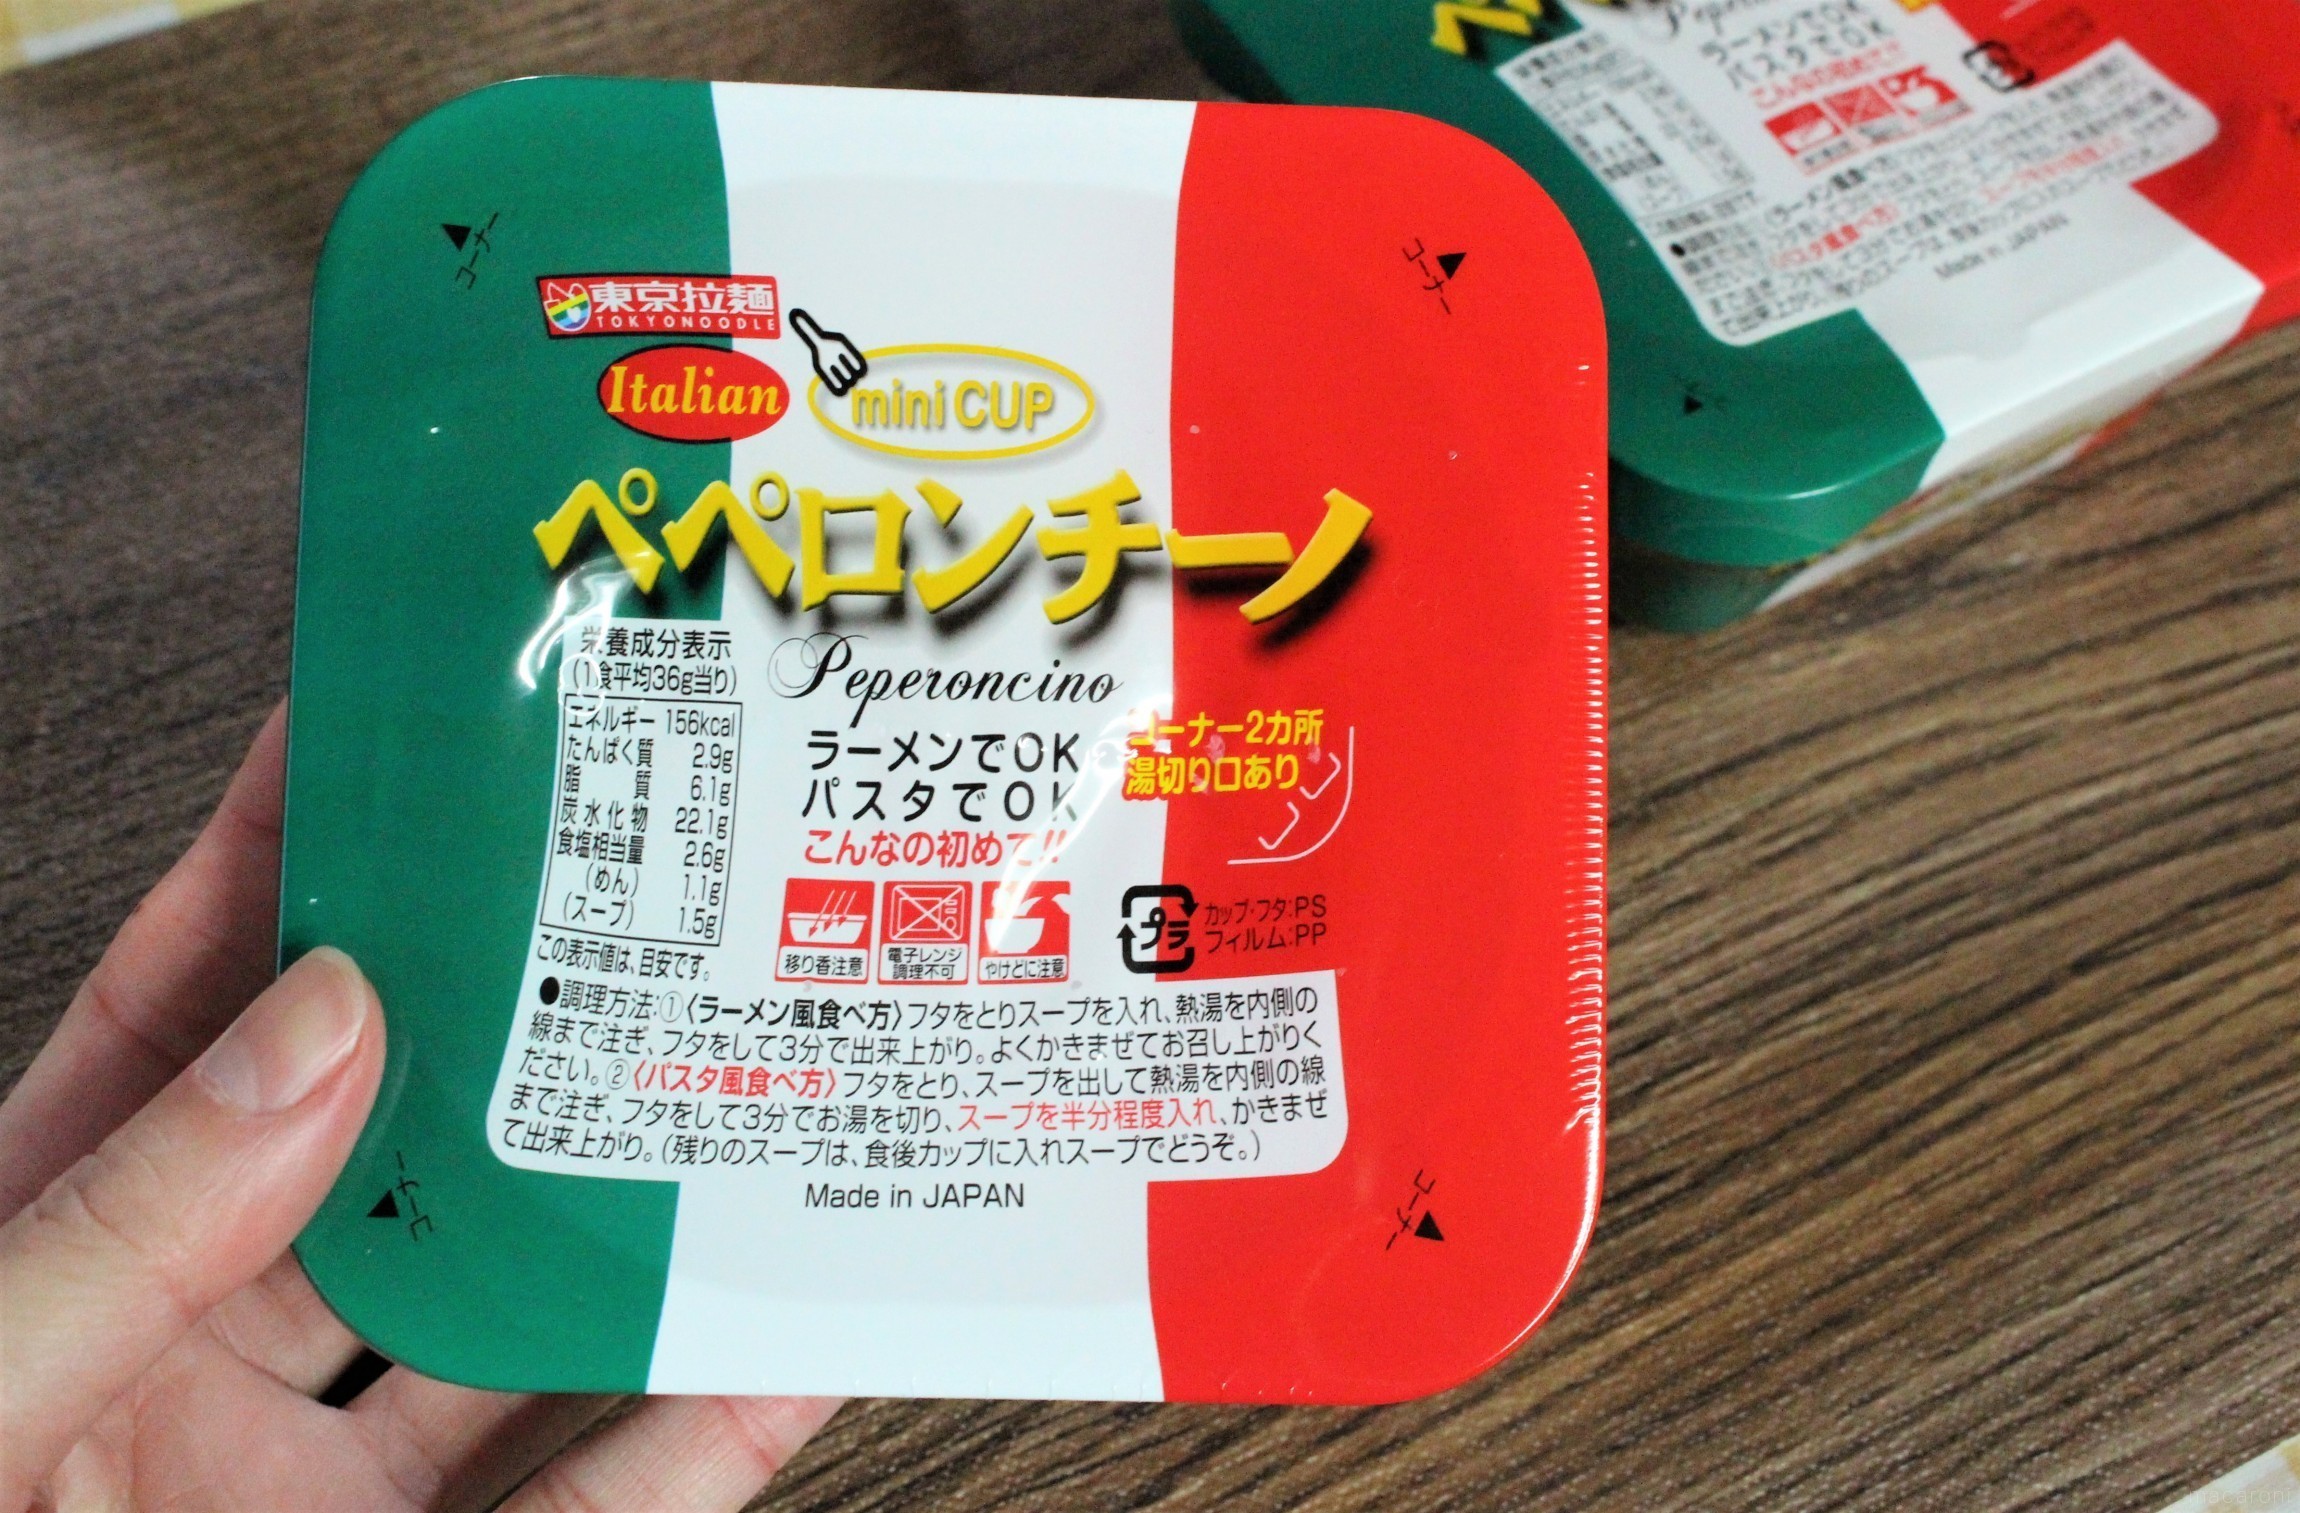 コーナー
コーナー
東京拉麺
TOKYONOODLE
Italian
mini CUP
ペペロンチーノ
Peperoncino
栄養成分表示
(1食平均36g当り)
エネルギー 156kcal
たんぱく質 2.9g
脂質 6.1g
炭水化物 22.1g
食塩相当量 2.6g
(めん) 1.1g
(スープ) 1.5g
この表示値は、目安です。
ラーメンでOK
パスタでOK
こんなの初めて!!
コーナー2カ所
湯切り口あり
移り香注意
電子レンジ
調理不可
やけどに注意
プラ
カップ・フタ:PS
フィルム:PP
●調理方法:①〈ラーメン風食べ方〉フタをとりスープを入れ、熱湯を内側の
線まで注ぎ、フタをして3分で出来上がり。よくかきまぜてお召し上がりく
ださい。②〈パスタ風食べ方〉フタをとり、スープを出して熱湯を内側の線
まで注ぎ、フタをして3分でお湯を切り、スープを半分程度入れ、かきまぜ
て出来上がり。(残りのスープは、食後カップに入れスープでどうぞ。)
Made in JAPAN
コーナー
コーナー
ラーメンでOK
パスタでOK
こんなの初めて!!
Made in JAPAN
macaroni